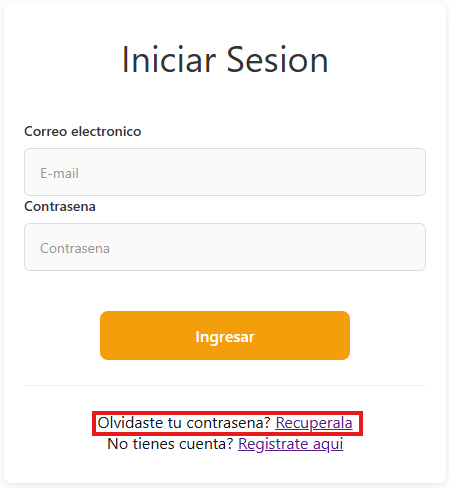 Iniciar Sesion
Correo electronico
E-mail
Contrasena
Contrasena
Ingresar
Olvidaste tu contrasena? Recuperala
No tienes cuenta? Registrate aqui